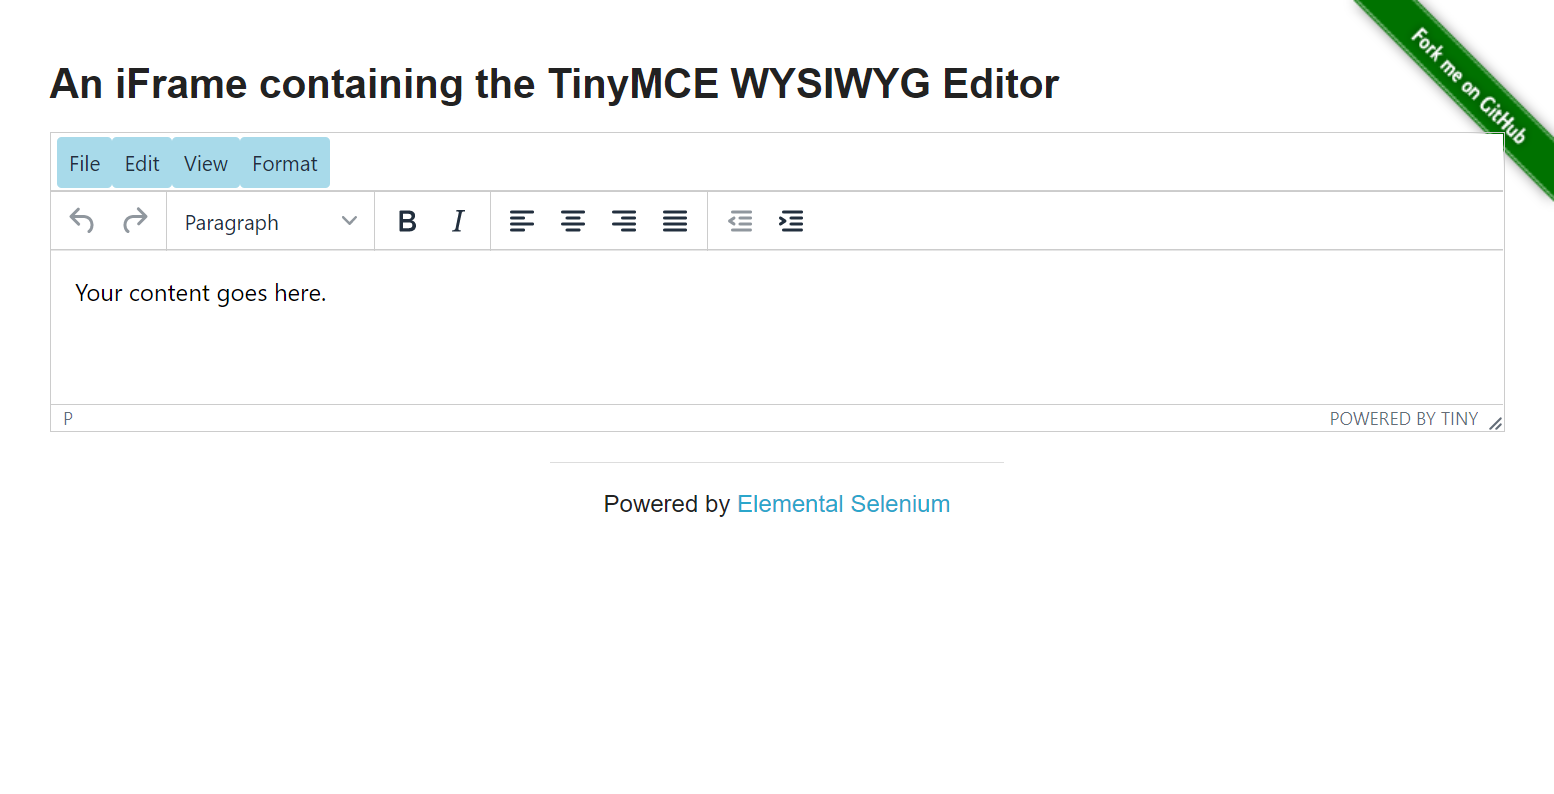 Fork me on GitHub
An iFrame containing the TinyMCE WYSIWYG Editor
File Edit View Format
Paragraph B I
Your content goes here.
P POWERED BY TINY
Powered by Elemental Selenium